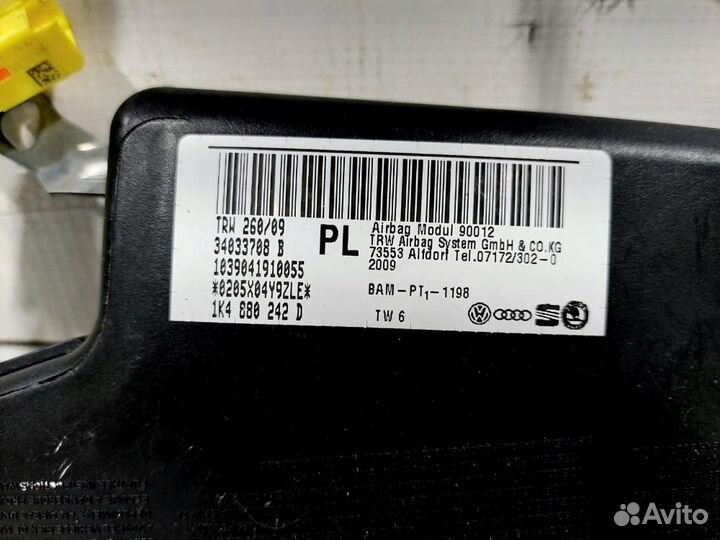 TRW 260/09
34033708 B
1039041910055
*0205X04Y9ZLE*
1K4 880 242 D
PL
Airbag Modul 90012
TRW Airbag System GmbH & CO.KG
73553 Alfdorf Tel.07172/302-0
2009
BAM-PT1-1198
TW 6
Avito